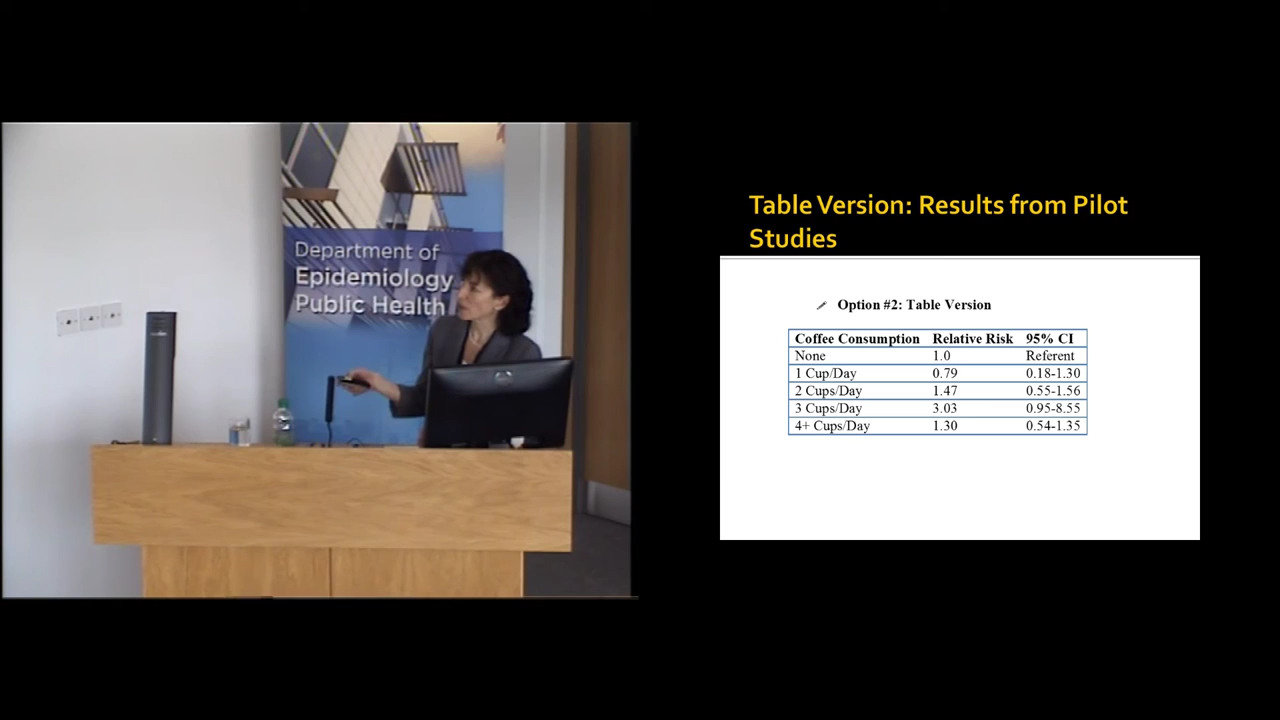 Department of
Epidemiology
Public Health
Table Version: Results from Pilot
Studies
Option #2: Table Version
Coffee Consumption Relative Risk 95% CI
None 1.0 Referent
1 Cup/Day 0.79 0.18-1.30
2 Cups/Day 1.47 0.55-1.56
3 Cups/Day 3.03 0.95-8.55
4+ Cups/Day 1.30 0.54-1.35